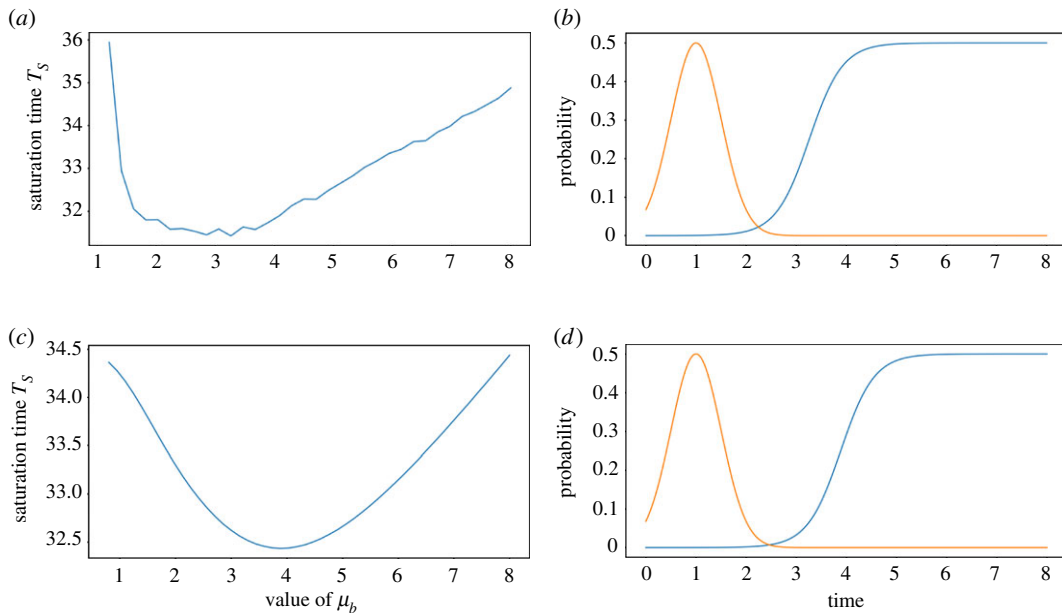 (a)
saturation time T_S
36
35
34
33
32
1 2 3 4 5 6 7 8
(b)
probability
0.5
0.4
0.3
0.2
0.1
0
0 1 2 3 4 5 6 7 8
(c)
saturation time T_S
34.5
34.0
33.5
33.0
32.5
1 2 3 4 5 6 7 8
value of μ_b
(d)
probability
0.5
0.4
0.3
0.2
0.1
0
0 1 2 3 4 5 6 7 8
time